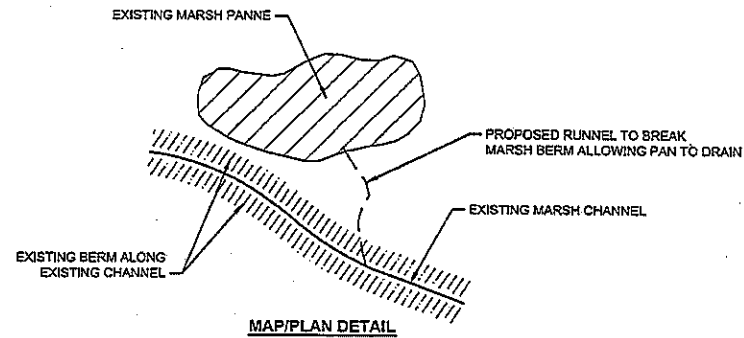 EXISTING MARSH PANNE
PROPOSED RUNNEL TO BREAK
MARSH BERM ALLOWING PAN TO DRAIN
EXISTING MARSH CHANNEL
EXISTING BERM ALONG
EXISTING CHANNEL
MAP/PLAN DETAIL